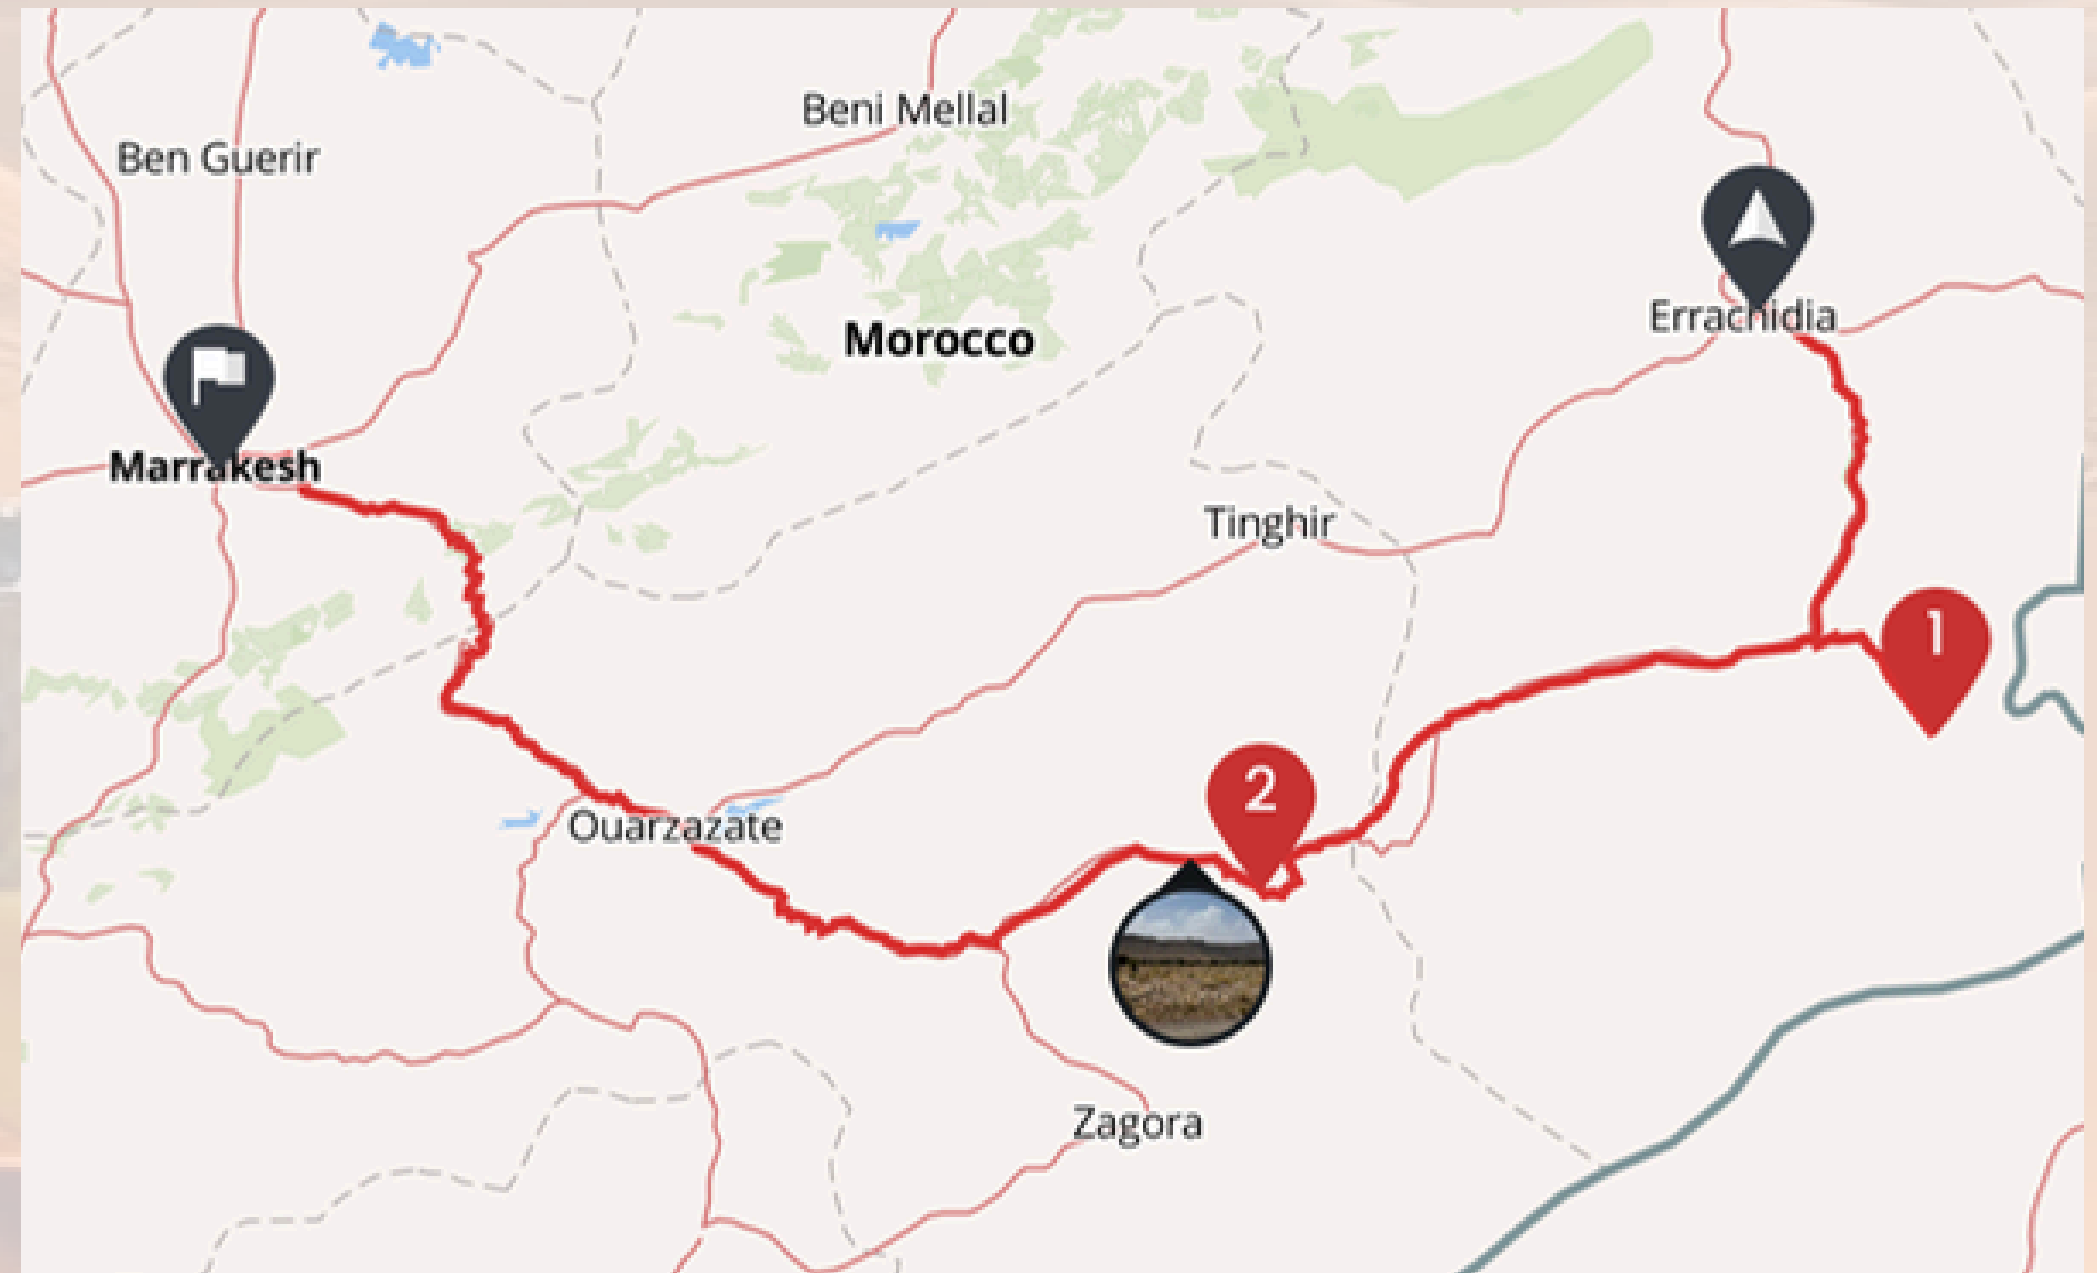 Beni Mellal
Ben Guerir
Errachidia
Morocco
Marrakesh
Tinghir
1
2
Ouarzazate
Zagora